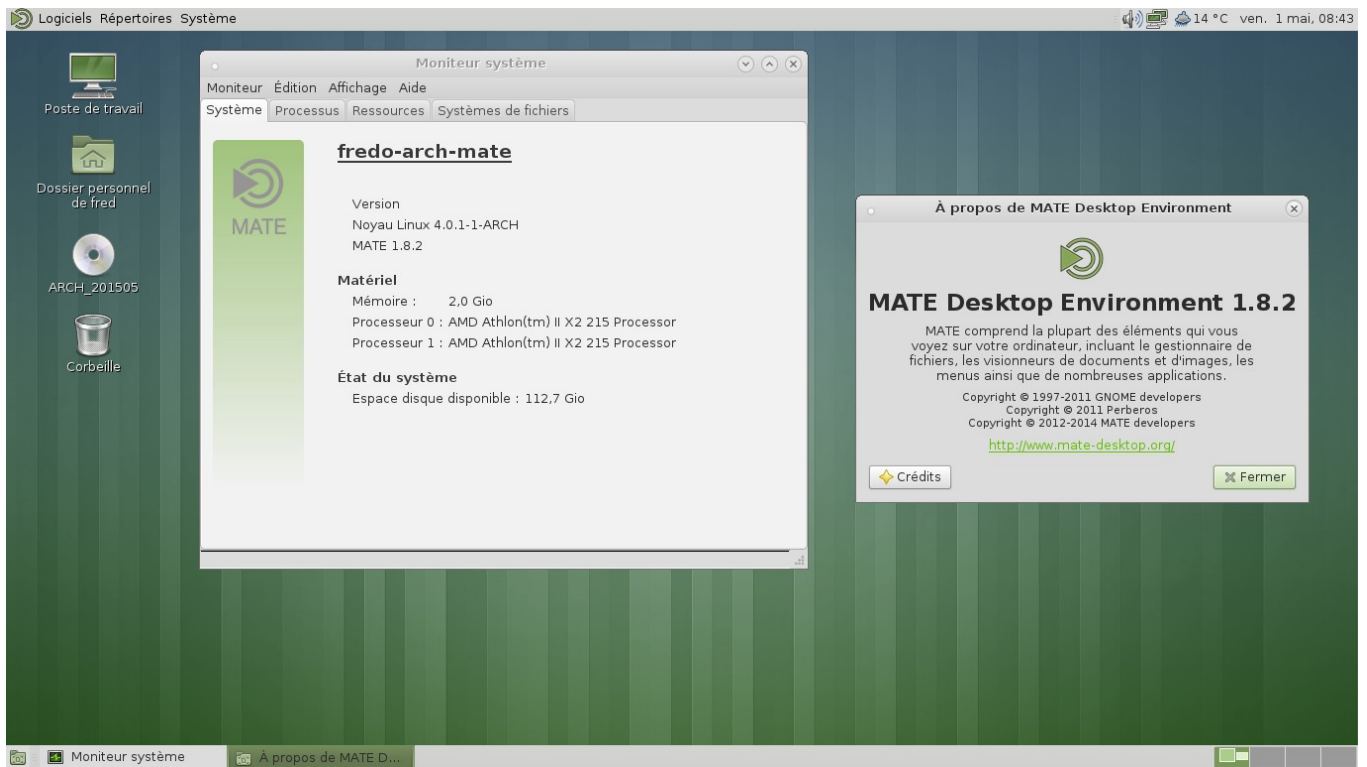 Logiciels Répertoires Système
14 °C ven. 1 mai, 08:43
Poste de travail
Dossier personnel
de fred
ARCH_201505
Corbeille
Moniteur système
Moniteur Édition Affichage Aide
Système Processus Ressources Systèmes de fichiers
MATE
fredo-arch-mate
Version
Noyau Linux 4.0.1-1-ARCH
MATE 1.8.2
Matériel
Mémoire : 2,0 Gio
Processeur 0 : AMD Athlon(tm) II X2 215 Processor
Processeur 1 : AMD Athlon(tm) II X2 215 Processor
État du système
Espace disque disponible : 112,7 Gio
À propos de MATE Desktop Environment
MATE Desktop Environment 1.8.2
MATE comprend la plupart des éléments qui vous
voyez sur votre ordinateur, incluant le gestionnaire de
fichiers, les visionneurs de documents et d'images, les
menus ainsi que de nombreuses applications.
Copyright © 1997-2011 GNOME developers
Copyright © 2011 Perberos
Copyright © 2012-2014 MATE developers
http://www.mate-desktop.org/
Crédits
Fermer
Moniteur système
À propos de MATE D...